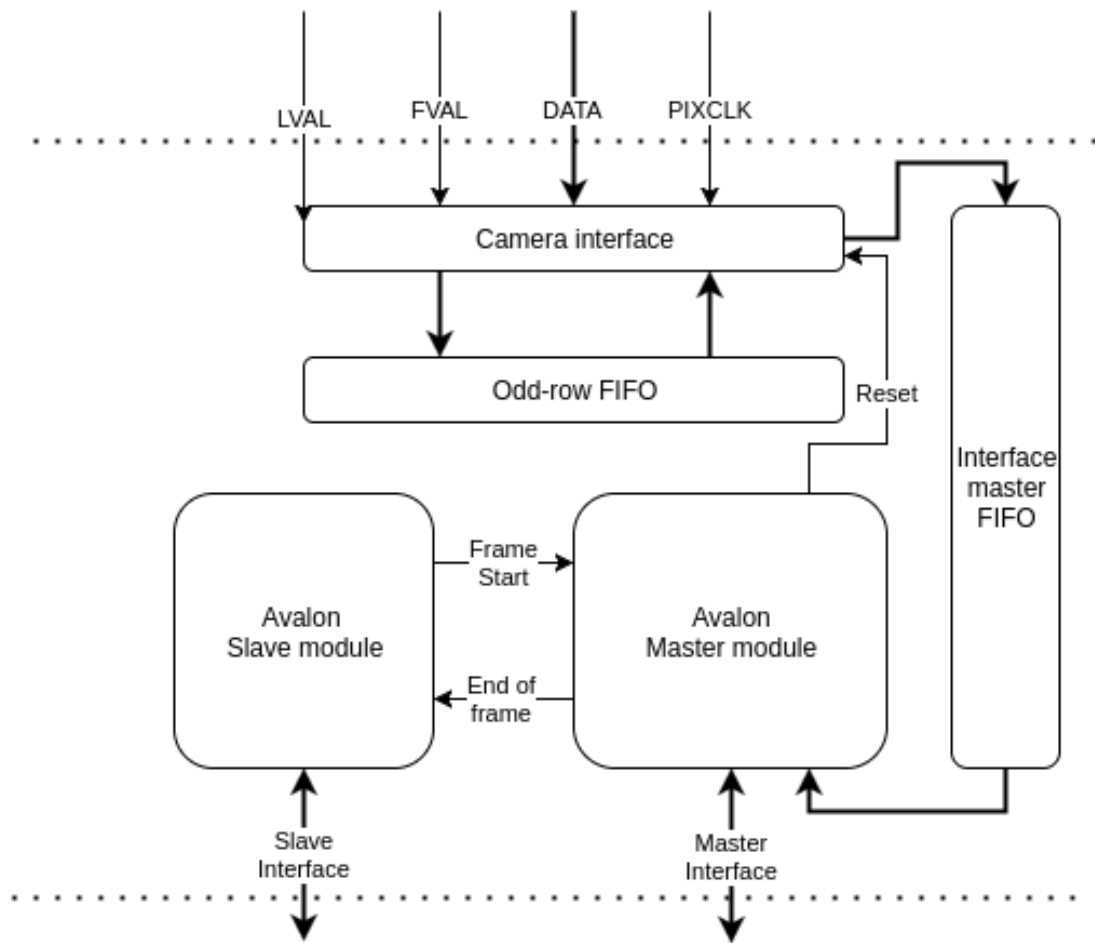 LVAL
FVAL
DATA
PIXCLK
Camera interface
Odd-row FIFO
Reset
Interface
master
FIFO
Frame
Start
Avalon
Slave module
Avalon
Master module
End of
frame
Slave
Interface
Master
Interface